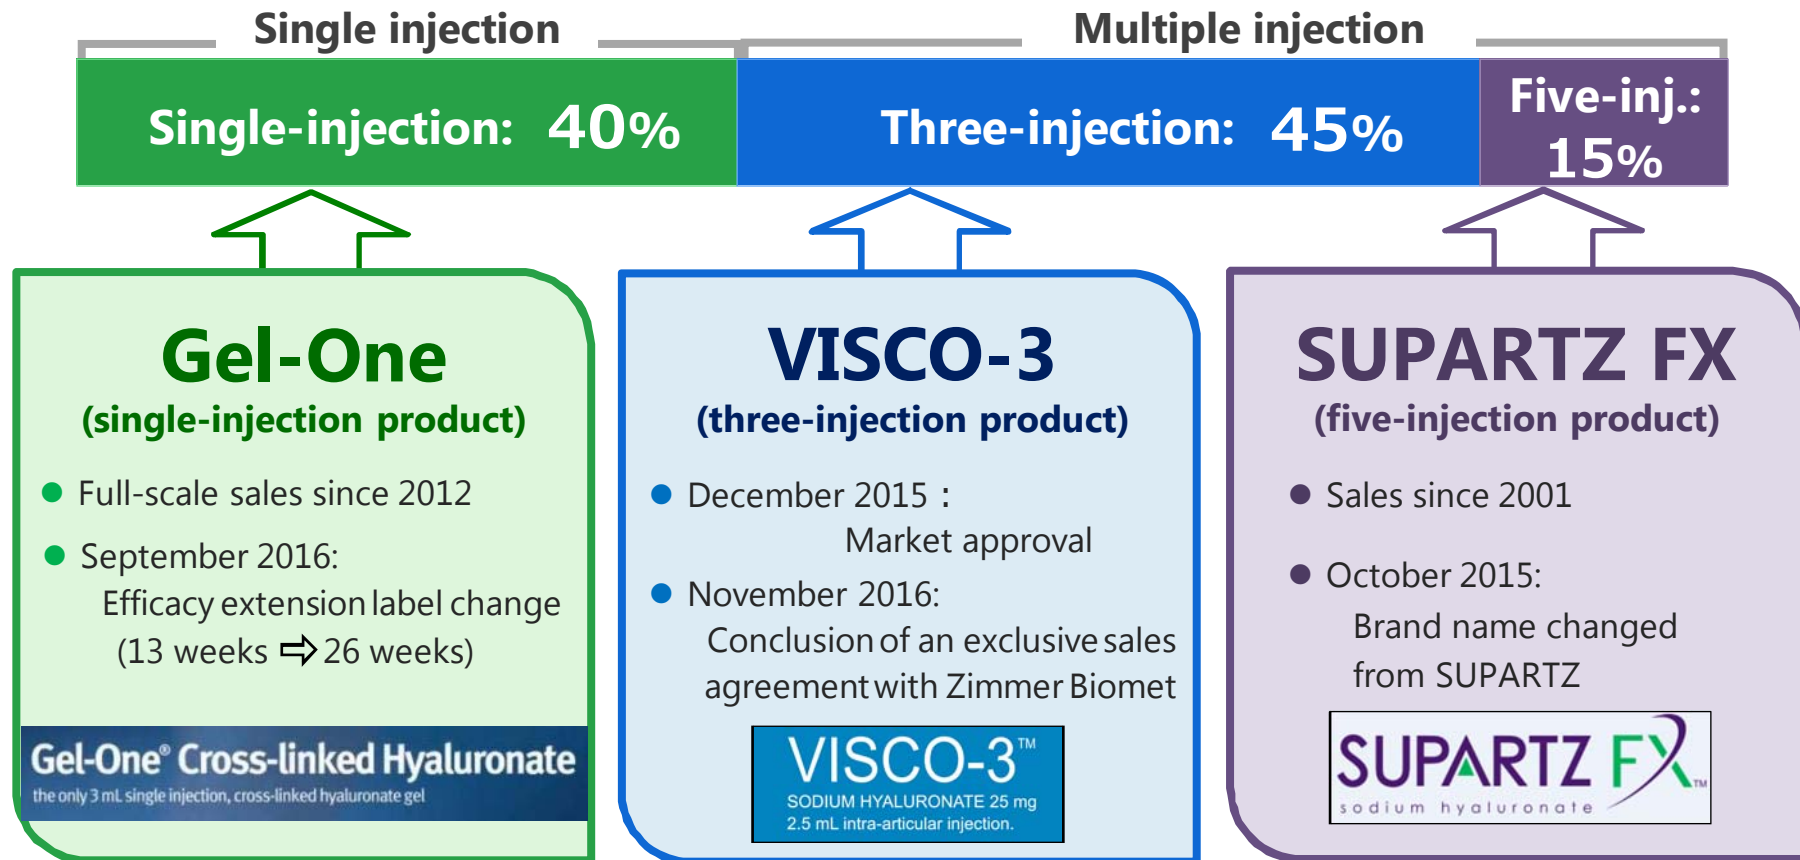 Single injection
Multiple injection
Single-injection: 40%
Three-injection: 45%
Five-inj.:
15%
Gel-One
(single-injection product)
● Full-scale sales since 2012
● September 2016:
Efficacy extension label change
(13 weeks ⇨ 26 weeks)
Gel-One® Cross-linked Hyaluronate
the only 3 mL single injection, cross-linked hyaluronate gel
VISCO-3
(three-injection product)
● December 2015：
Market approval
● November 2016:
Conclusion of an exclusive sales
agreement with Zimmer Biomet
VISCO-3™
SODIUM HYALURONATE 25 mg
2.5 mL intra-articular injection.
SUPARTZ FX
(five-injection product)
● Sales since 2001
● October 2015:
Brand name changed
from SUPARTZ
SUPARTZ FX™
sodium hyaluronate